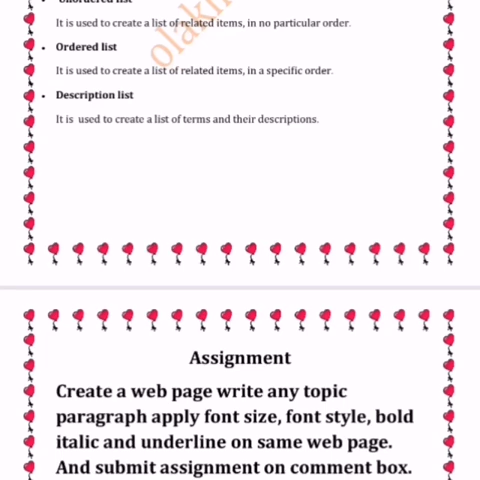 It is used to create a list of related items, in no particular order.
• Ordered list
It is used to create a list of related items, in a specific order.
• Description list
It is used to create a list of terms and their descriptions.
Assignment
Create a web page write any topic
paragraph apply font size, font style, bold
italic and underline on same web page.
And submit assignment on comment box.